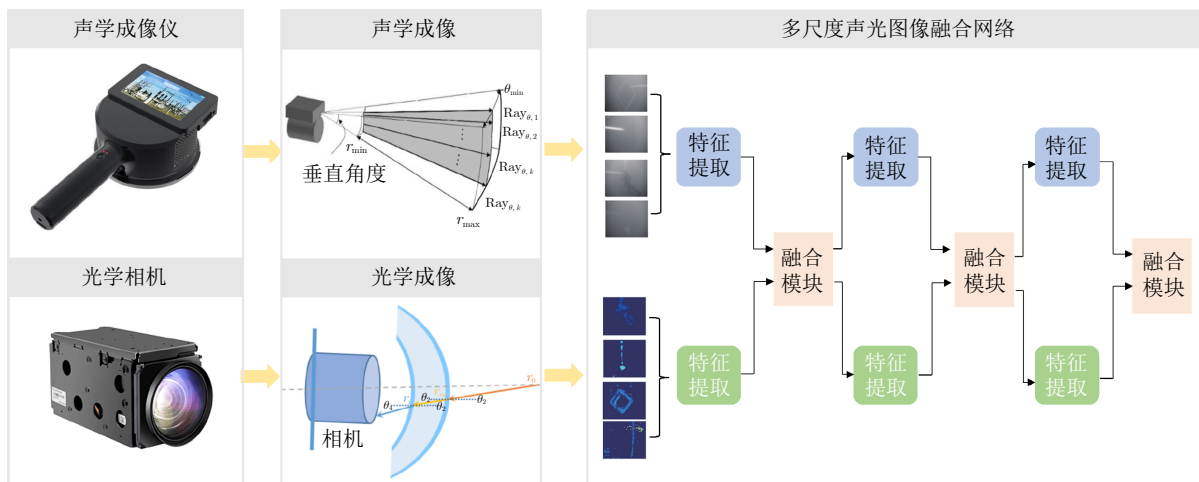 声学成像仪
声学成像
θmin
Rayθ,1
Rayθ,2
Rayθ,k
Rayθ,k
rmin
rmax
垂直角度
光学相机
光学成像
r0
θ2
θ2
θ2
θ4
相机
多尺度声光图像融合网络
特征
提取
特征
提取
特征
提取
融合
模块
融合
模块
融合
模块
特征
提取
特征
提取
特征
提取